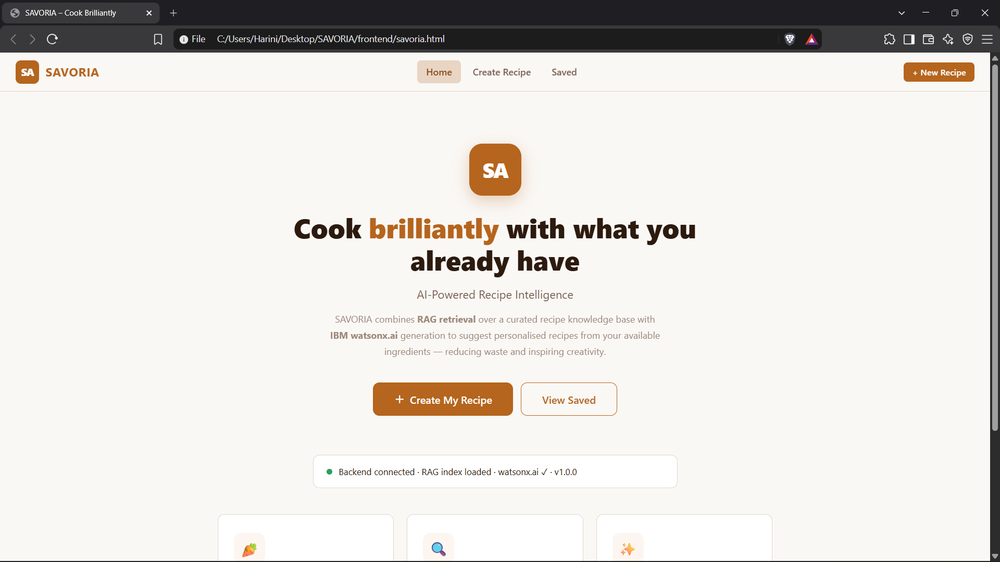 SAVORIA – Cook Brilliantly
File C:/Users/Harini/Desktop/SAVORIA/frontend/savoria.html
SA SAVORIA
Home Create Recipe Saved
+ New Recipe
SA
Cook brilliantly with what you
already have
AI-Powered Recipe Intelligence
SAVORIA combines RAG retrieval over a curated recipe knowledge base with
IBM watsonx.ai generation to suggest personalised recipes from your available
ingredients — reducing waste and inspiring creativity.
+ Create My Recipe
View Saved
Backend connected · RAG index loaded · watsonx.ai ✓ · v1.0.0